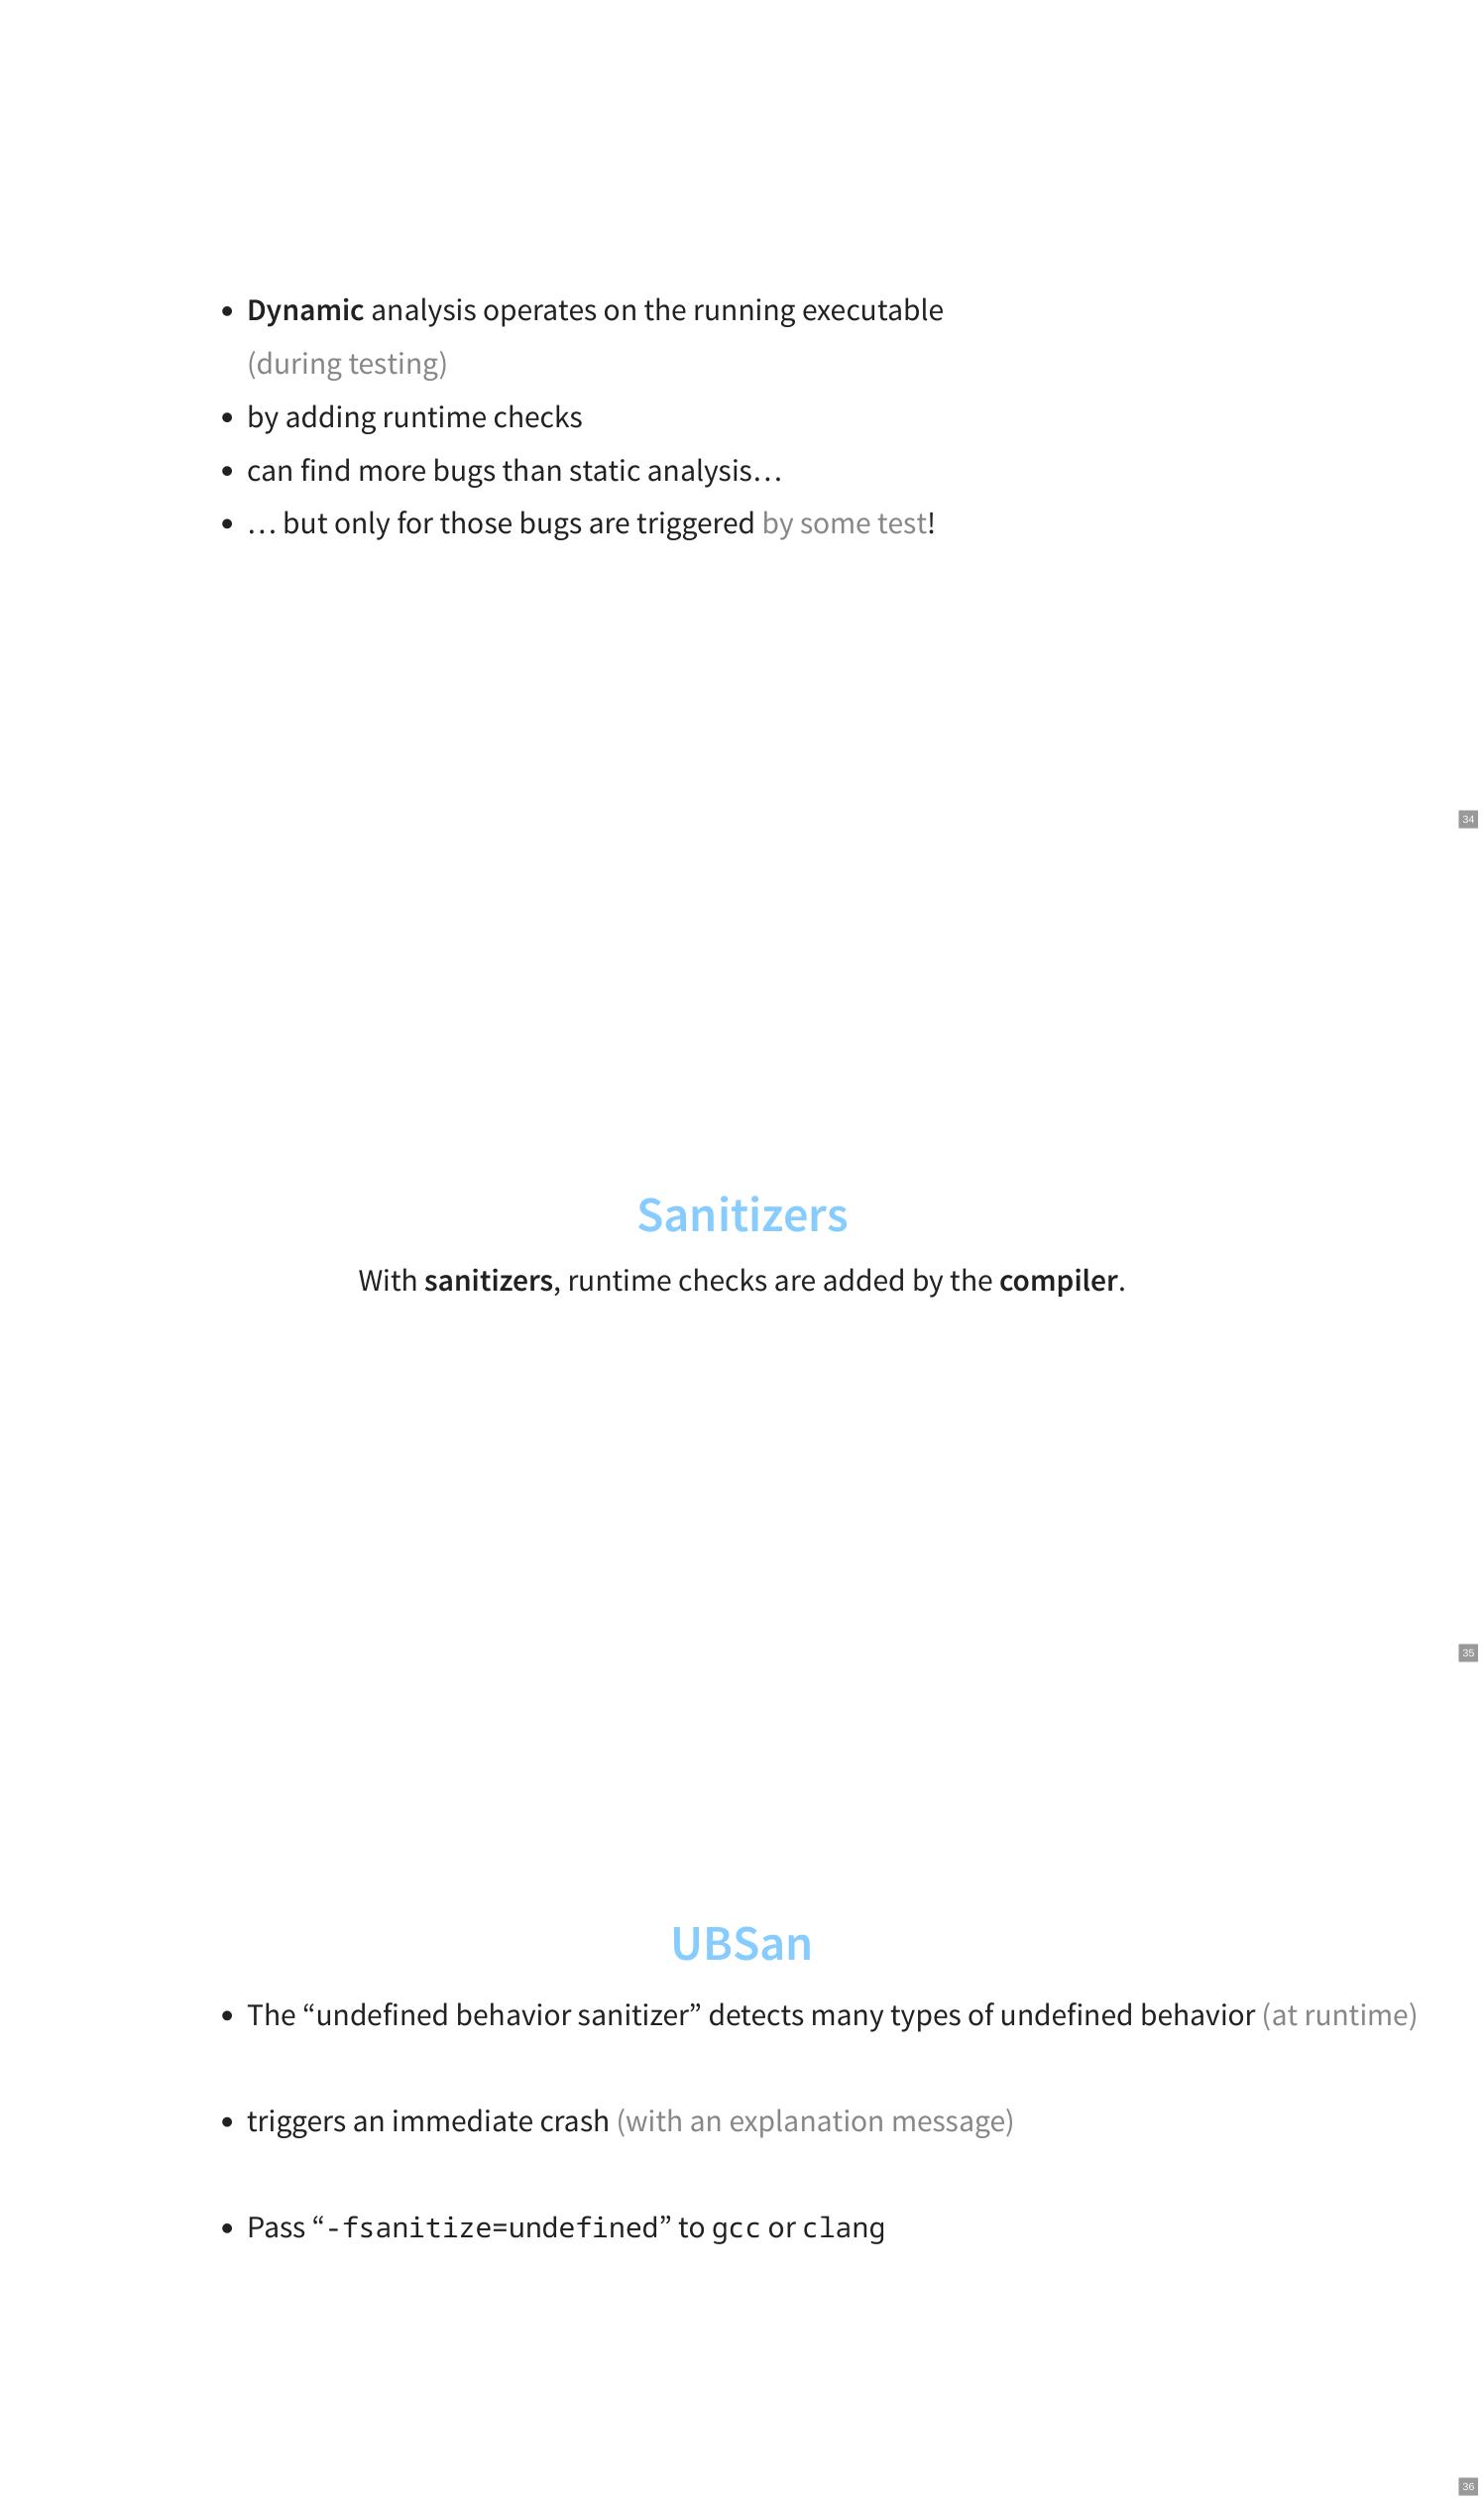 • Dynamic analysis operates on the running executable
(during testing)
• by adding runtime checks
• can find more bugs than static analysis…
• … but only for those bugs are triggered by some test!
34
Sanitizers
With sanitizers, runtime checks are added by the compiler.
35
UBSan
• The “undefined behavior sanitizer” detects many types of undefined behavior (at runtime)
• triggers an immediate crash (with an explanation message)
• Pass “-fsanitize=undefined” to gcc or clang
36